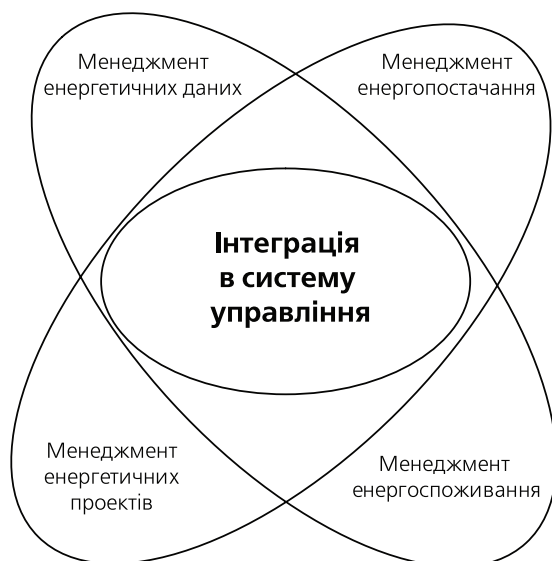 Менеджмент
енергетичних даних
Менеджмент
енергопостачання
Інтеграція
в систему
управління
Менеджмент
енергетичних
проектів
Менеджмент
енергоспоживання